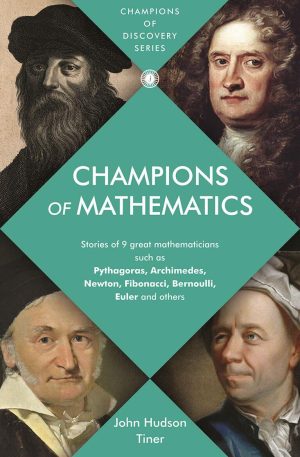 CHAMPIONS
OF
DISCOVERY
SERIES
CHAMPIONS
OF MATHEMATICS
Stories of 9 great mathematicians
such as
Pythagoras, Archimedes,
Newton, Fibonacci, Bernoulli,
Euler and others
John Hudson
Tiner